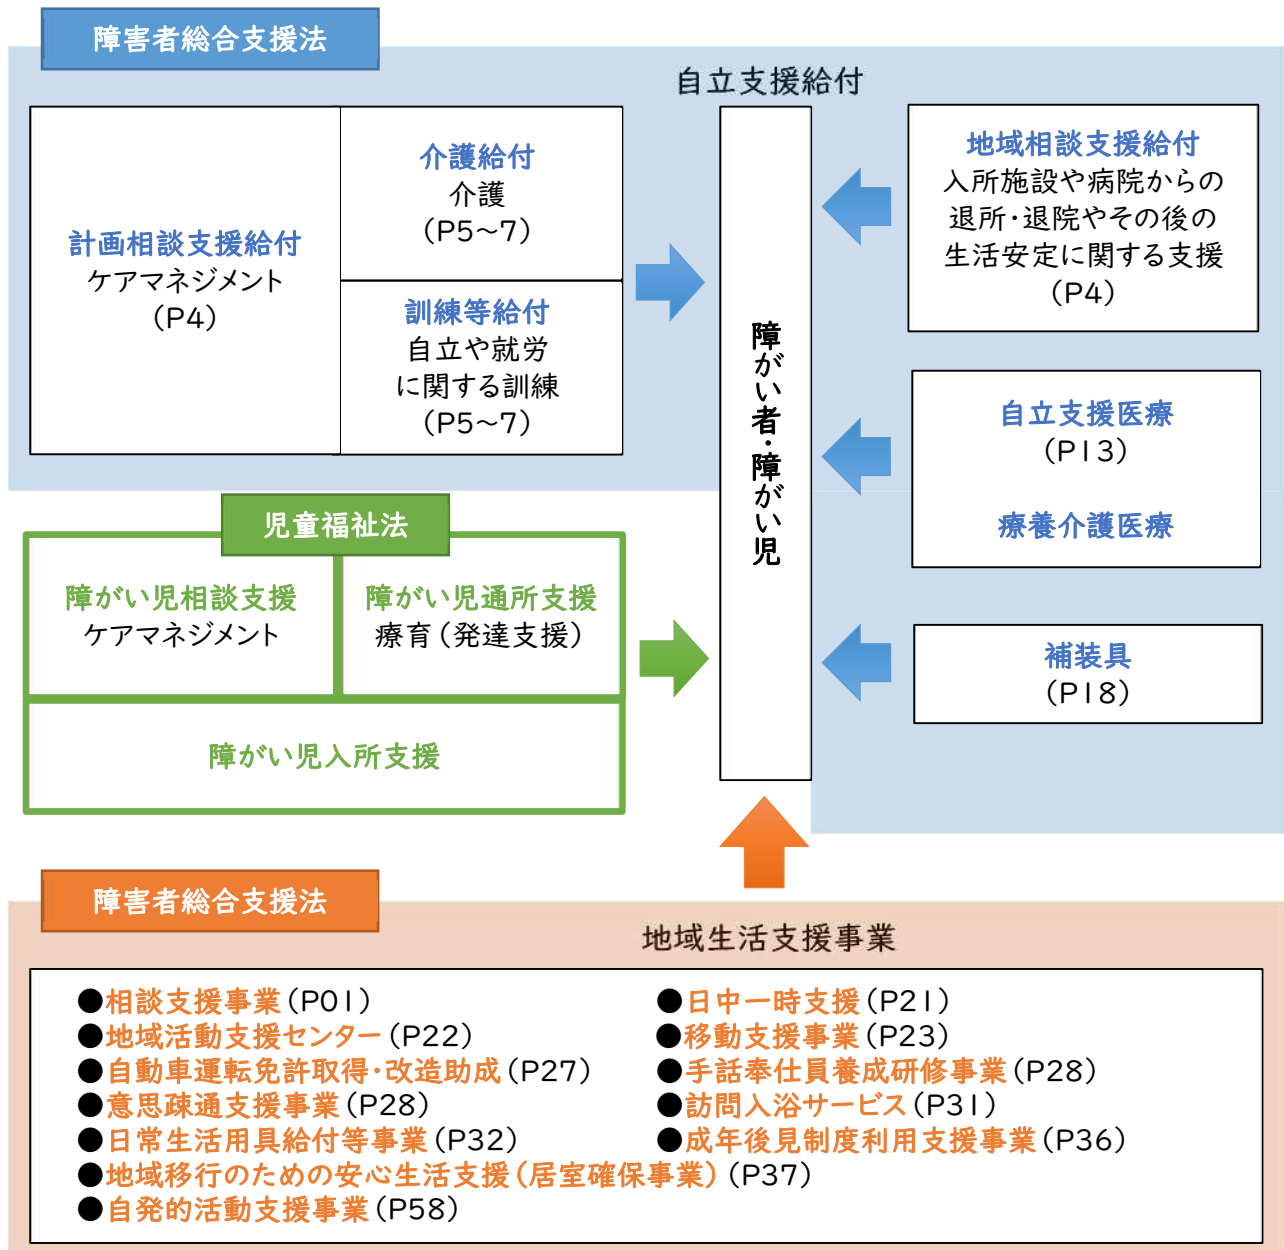 障害者総合支援法
自立支援給付
計画相談支援給付
ケアマネジメント
(P4)
介護給付
介護
(P5~7)
訓練等給付
自立や就労
に関する訓練
(P5~7)
障がい者・障がい児
地域相談支援給付
入所施設や病院からの
退所・退院やその後の
生活安定に関する支援
(P4)
自立支援医療
(P13)
療養介護医療
補装具
(P18)
児童福祉法
障がい児相談支援
ケアマネジメント
障がい児通所支援
療育(発達支援)
障がい児入所支援
障害者総合支援法
地域生活支援事業
●相談支援事業(P01)
●日中一時支援(P21)
●地域活動支援センター(P22)
●移動支援事業(P23)
●自動車運転免許取得・改造助成(P27)
●手話奉仕員養成研修事業(P28)
●意思疎通支援事業(P28)
●訪問入浴サービス(P31)
●日常生活用具給付等事業(P32)
●成年後見制度利用支援事業(P36)
●地域移行のための安心生活支援(居室確保事業)(P37)
●自発的活動支援事業(P58)